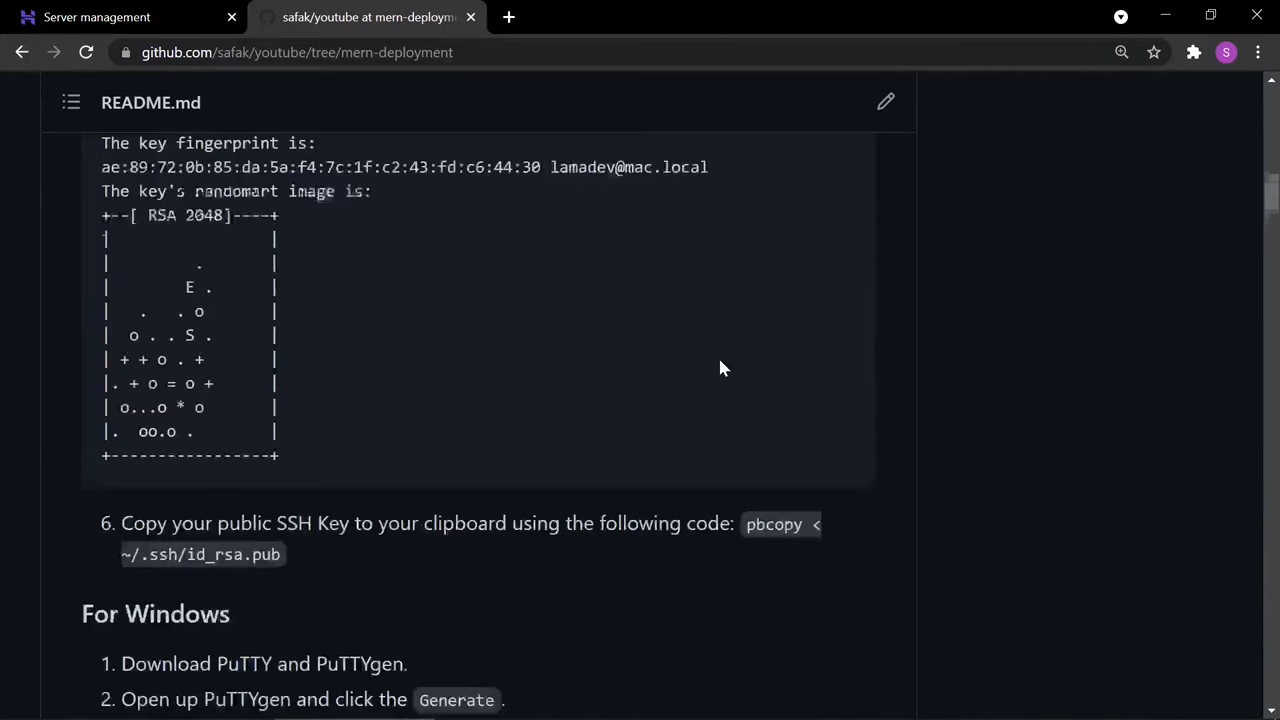 Server management
safak/youtube at mern-deploym
github.com/safak/youtube/tree/mern-deployment
S
README.md
The key fingerprint is:
ae:89:72:0b:85:da:5a:f4:7c:1f:c2:43:fd:c6:44:30 lamadev@mac.local
The key's randomart image is:
+--[ RSA 2048]----+
|                 |
|          .      |
|         E .     |
|    .   . o      |
|   o . . S .     |
|  + + o . +      |
|. + o = o +      |
|  o...o * o      |
|.  oo.o .        |
+-----------------+
6. Copy your public SSH Key to your clipboard using the following code: pbcopy <
~/.ssh/id_rsa.pub
For Windows
1. Download PuTTY and PuTTYgen.
2. Open up PuTTYgen and click the Generate.